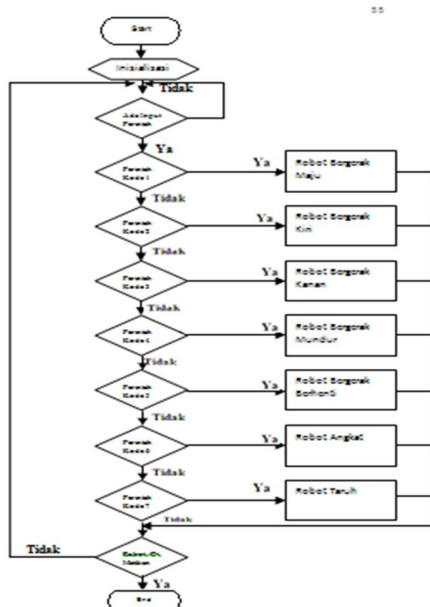 33
Start
Inisialisasi
Tidak
Ada Input
Perintah
Ya
Perintah
Kode 1
Ya
Robot Bergerak
Maju
Tidak
Perintah
Kode 2
Ya
Robot Bergerak
Kiri
Tidak
Perintah
Kode 3
Ya
Robot Bergerak
Kanan
Tidak
Perintah
Kode 4
Ya
Robot Bergerak
Mundur
Tidak
Perintah
Kode 5
Ya
Robot Bergerak
Berhenti
Tidak
Perintah
Kode 6
Ya
Robot Angkat
Tidak
Perintah
Kode 7
Ya
Robot Taruh
Tidak
Tidak
Ya
End